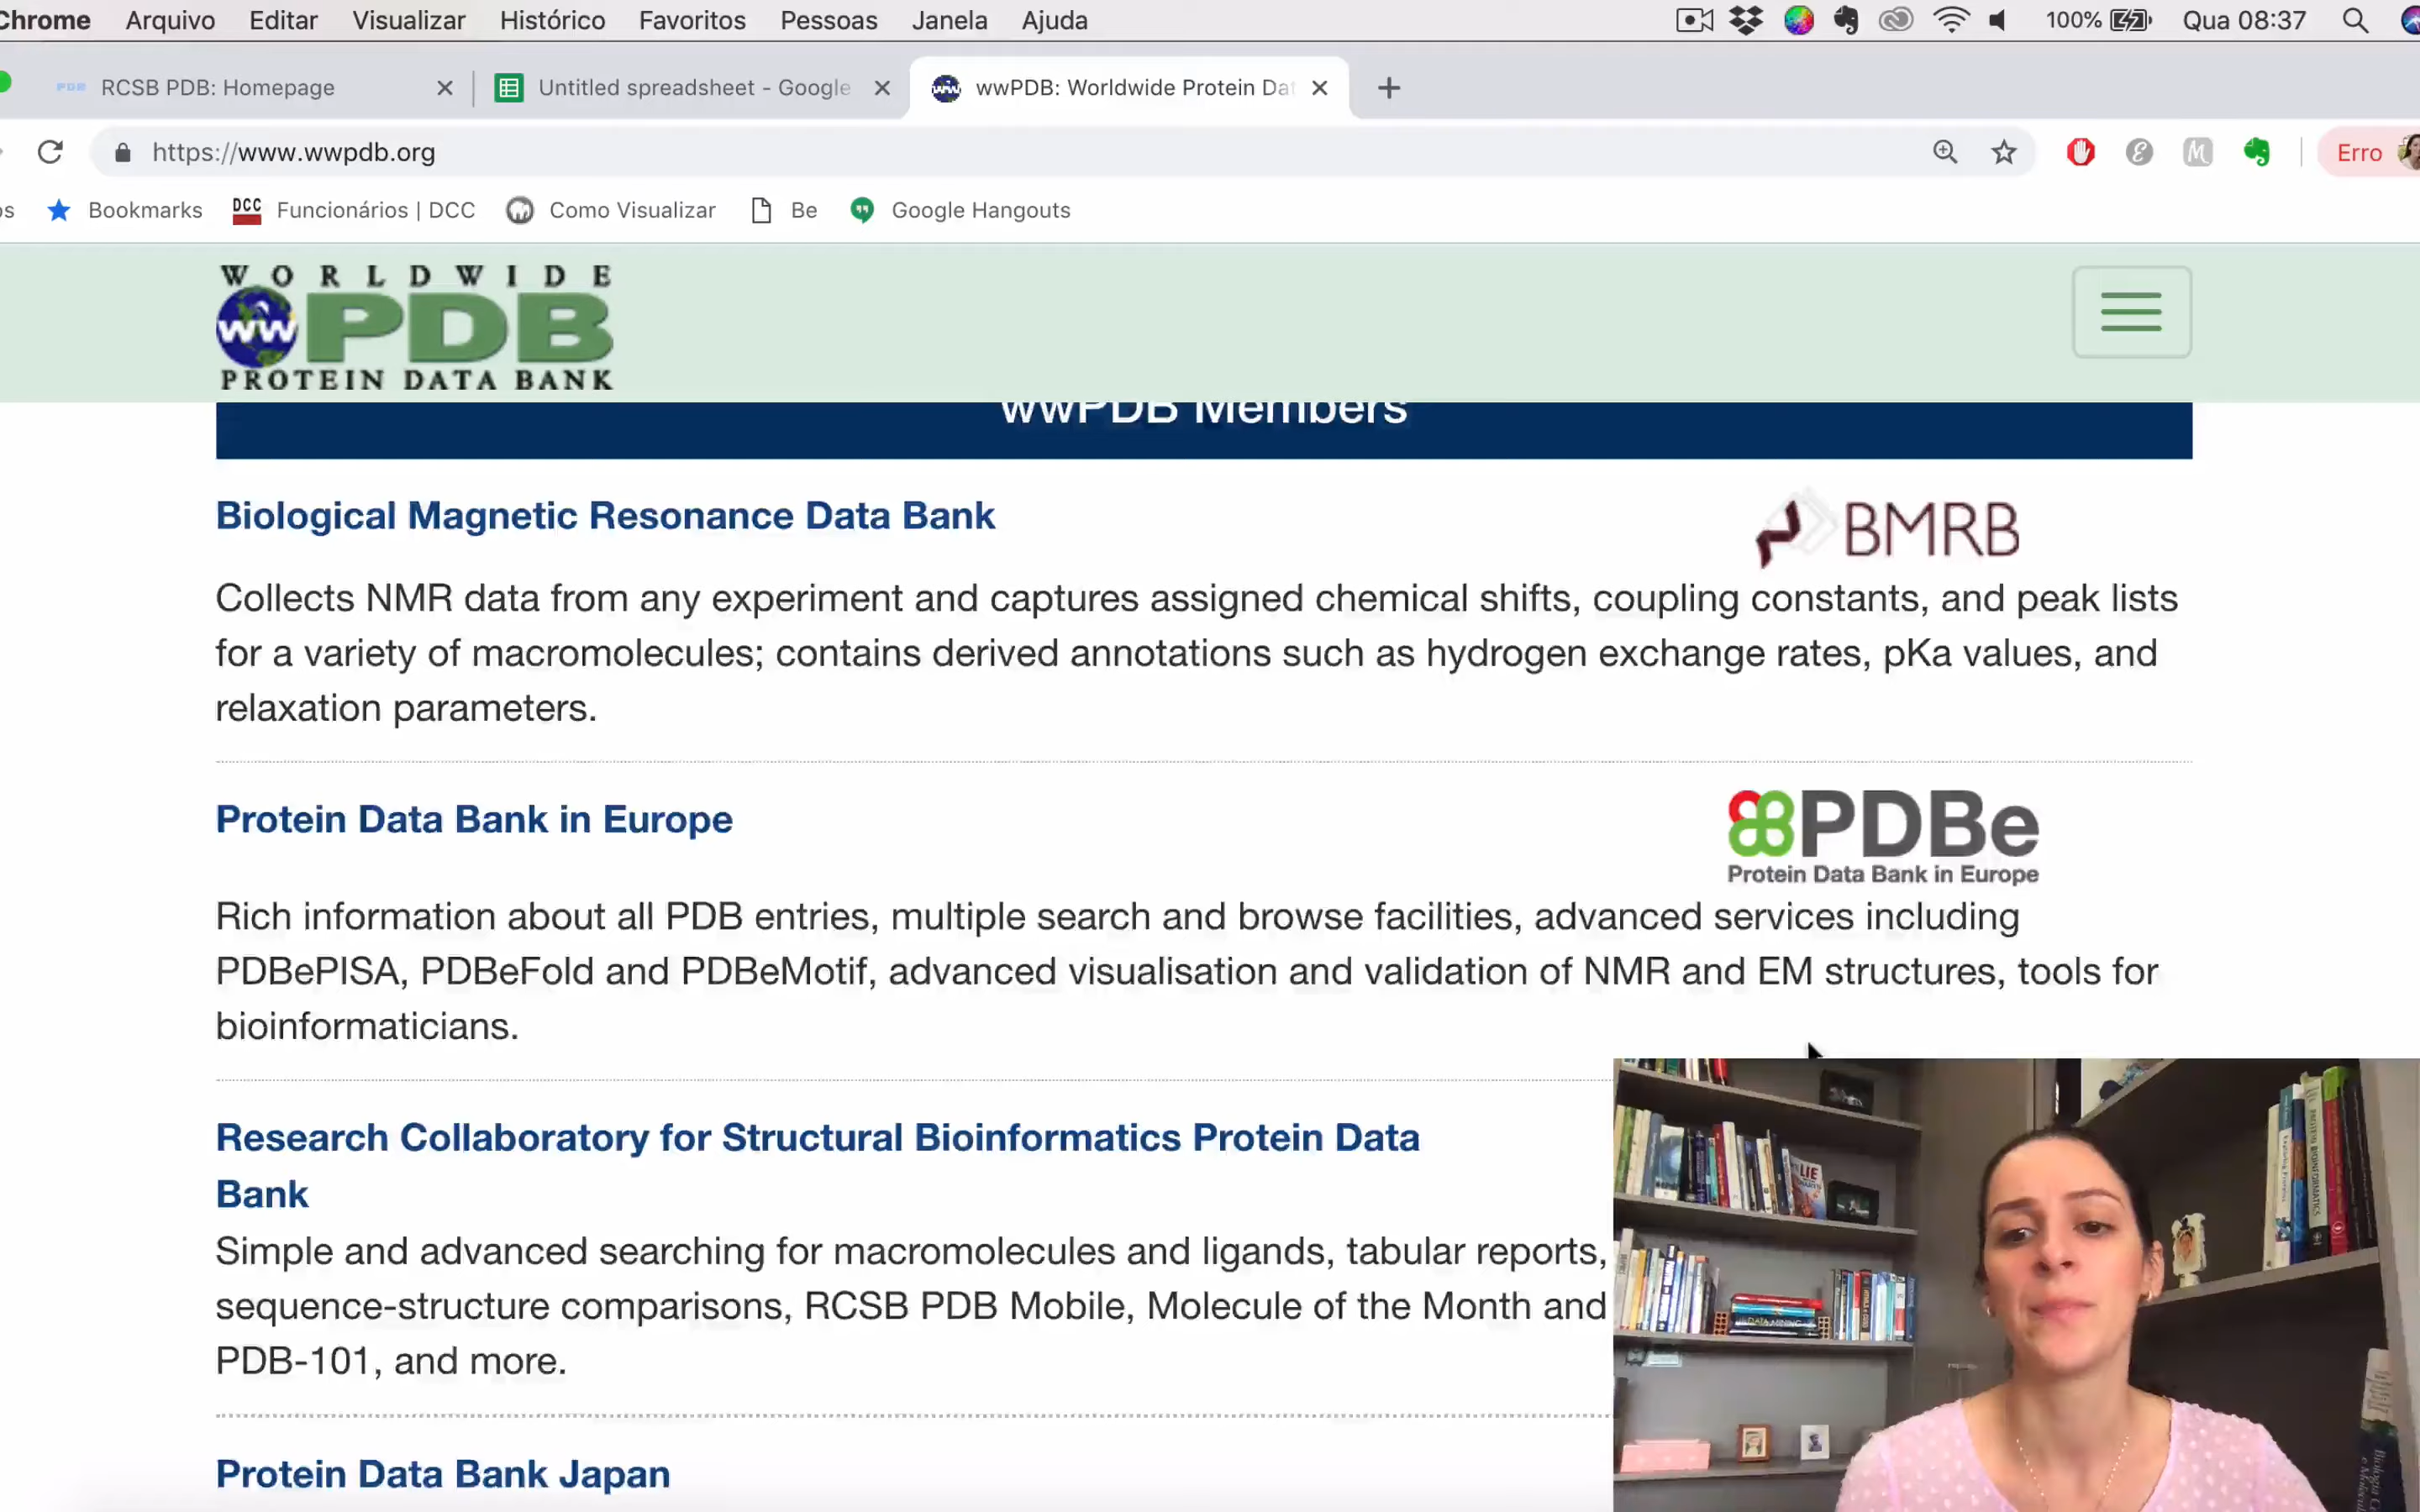 Chrome Arquivo Editar Visualizar Histórico Favoritos Pessoas Janela Ajuda 100% Qua 08:37
PDB RCSB PDB: Homepage Untitled spreadsheet - Google wwPDB: Worldwide Protein Dat
https://www.wwpdb.org Erro
Bookmarks DCC Funcionários | DCC Como Visualizar Be Google Hangouts
WORLDWIDE
ww PDB
PROTEIN DATA BANK
wwPDB Members
Biological Magnetic Resonance Data Bank
BMRB
Collects NMR data from any experiment and captures assigned chemical shifts, coupling constants, and peak lists
for a variety of macromolecules; contains derived annotations such as hydrogen exchange rates, pKa values, and
relaxation parameters.
Protein Data Bank in Europe
PDBe
Protein Data Bank in Europe
Rich information about all PDB entries, multiple search and browse facilities, advanced services including
PDBePISA, PDBeFold and PDBeMotif, advanced visualisation and validation of NMR and EM structures, tools for
bioinformaticians.
Research Collaboratory for Structural Bioinformatics Protein Data
Bank
Simple and advanced searching for macromolecules and ligands, tabular reports,
sequence-structure comparisons, RCSB PDB Mobile, Molecule of the Month and
PDB-101, and more.
Protein Data Bank Japan
LIE
DATA MINING